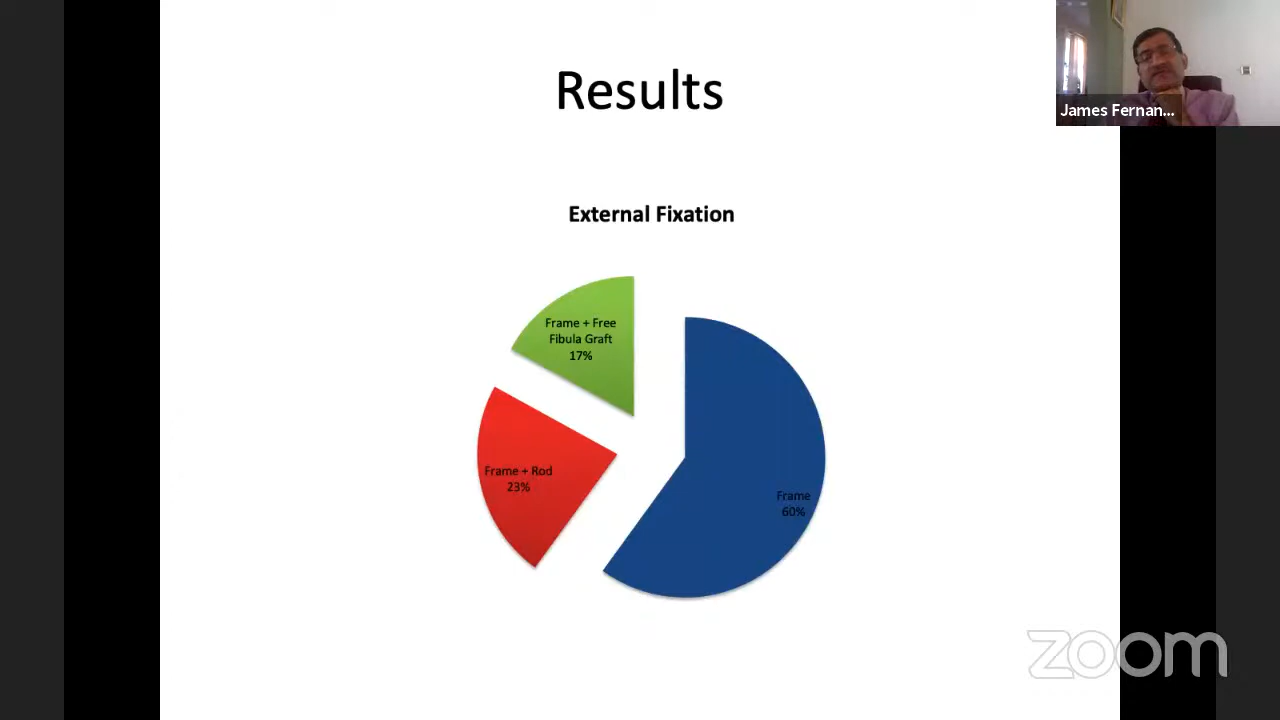 Results
James Fernan...
External Fixation
Frame + Free
Fibula Graft
17%
Frame + Rod
23%
Frame
60%
zoom